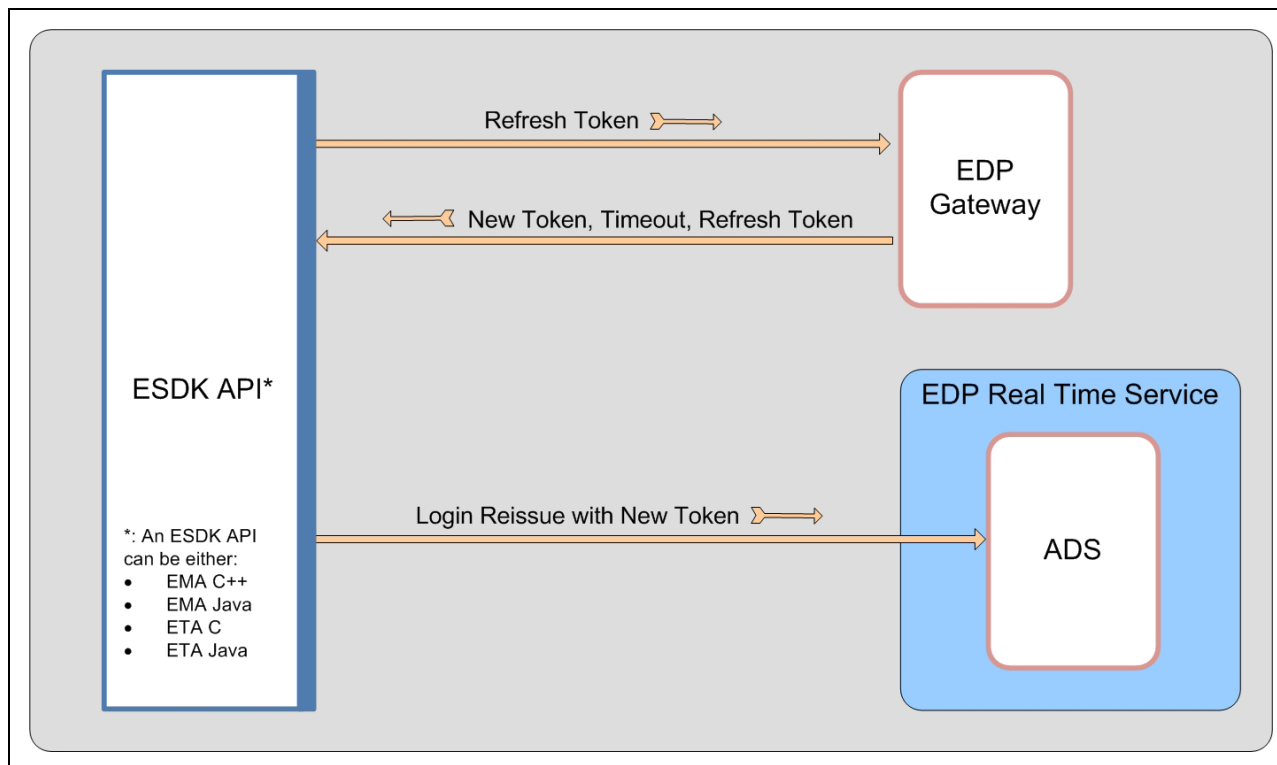 Refresh Token
EDP
Gateway
New Token, Timeout, Refresh Token
ESDK API*
*: An ESDK API
can be either:
• EMA C++
• EMA Java
• ETA C
• ETA Java
EDP Real Time Service
Login Reissue with New Token
ADS